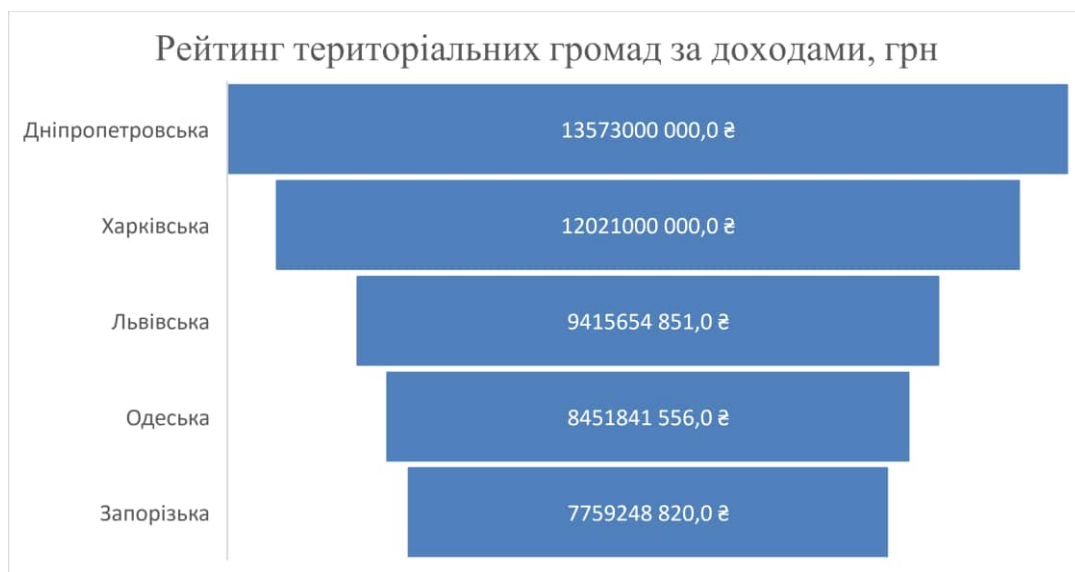 Рейтинг територіальних громад за доходами, грн
Дніпропетровська 13573000 000,0 ₴
Харківська 12021000 000,0 ₴
Львівська 9415654 851,0 ₴
Одеська 8451841 556,0 ₴
Запорізька 7759248 820,0 ₴